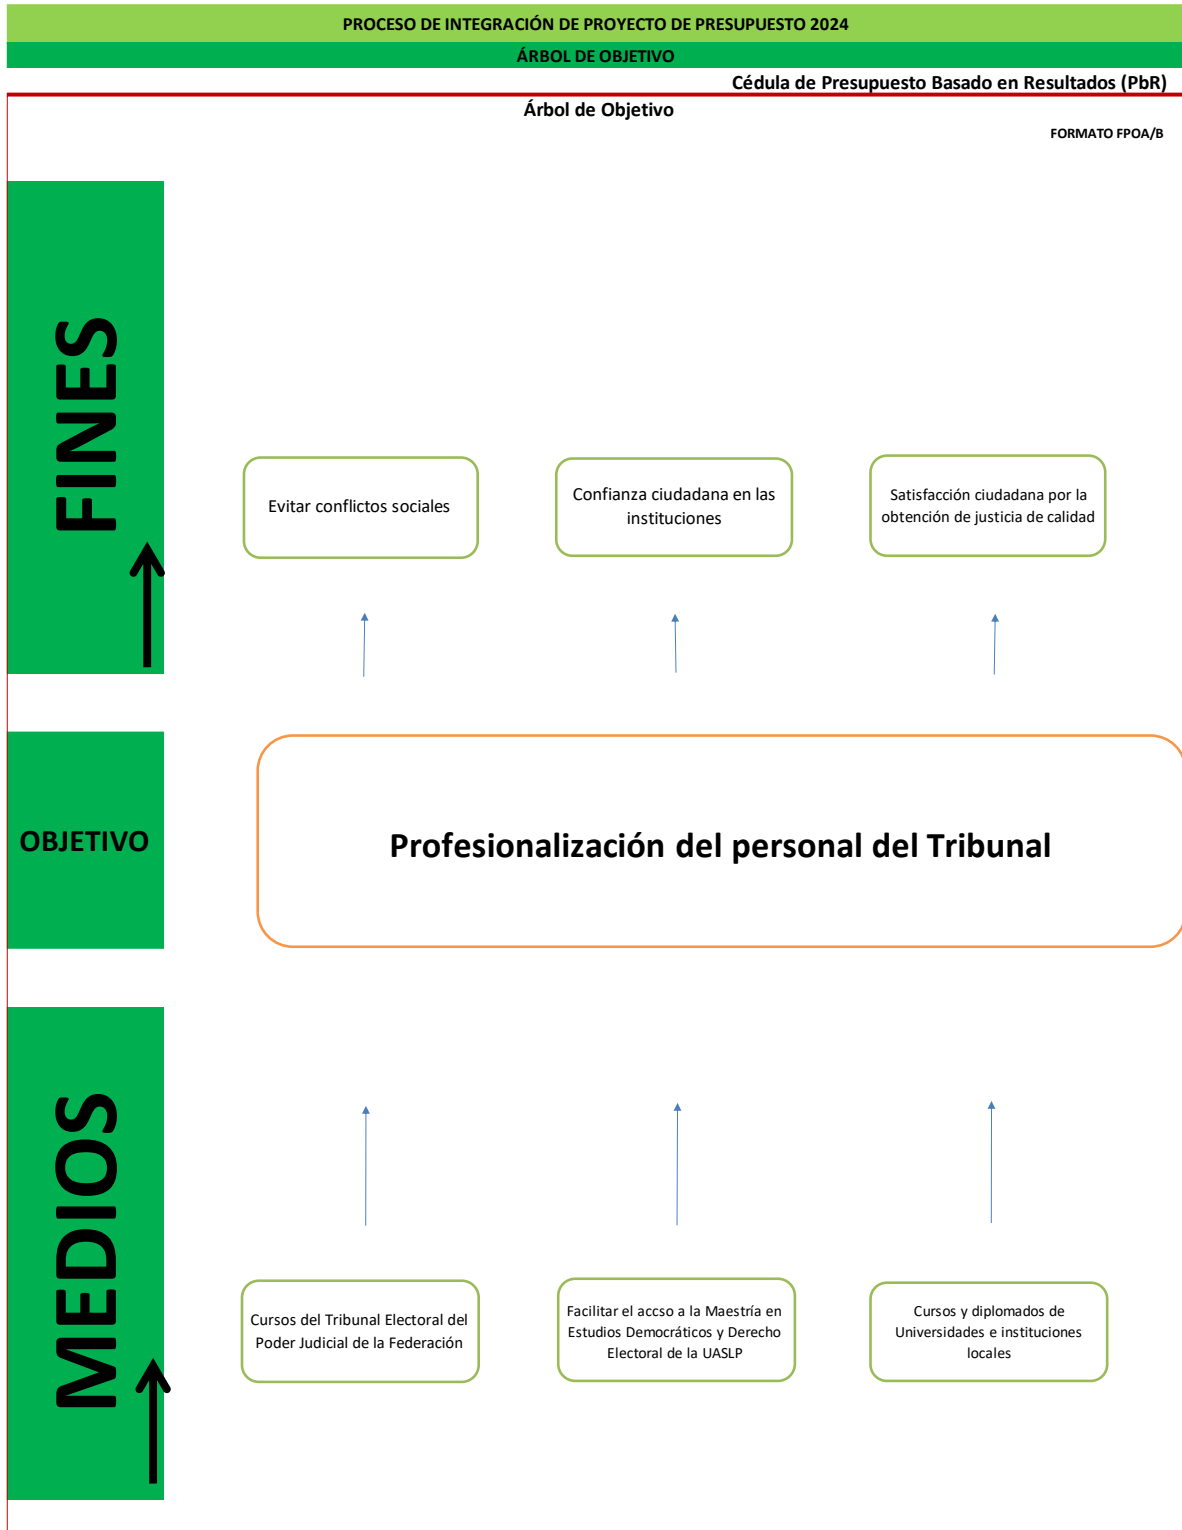 PROCESO DE INTEGRACIÓN DE PROYECTO DE PRESUPUESTO 2024
ÁRBOL DE OBJETIVO
Cédula de Presupuesto Basado en Resultados (PbR)
Árbol de Objetivo
FORMATO FPOA/B
FINES
Evitar conflictos sociales
Confianza ciudadana en las
instituciones
Satisfacción ciudadana por la
obtención de justicia de calidad
OBJETIVO
Profesionalización del personal del Tribunal
MEDIOS
Cursos del Tribunal Electoral del
Poder Judicial de la Federación
Facilitar el accso a la Maestría en
Estudios Democráticos y Derecho
Electoral de la UASLP
Cursos y diplomados de
Universidades e instituciones
locales